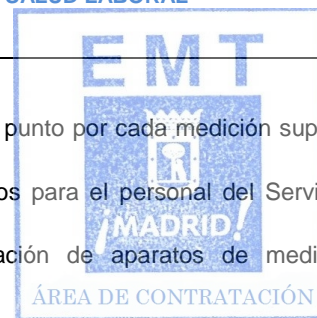 SALUD LABORAL
EMT
punto por cada medición sup
os para el personal del Servi
¡MADRID!
ación de aparatos de medi
ÁREA DE CONTRATACIÓN